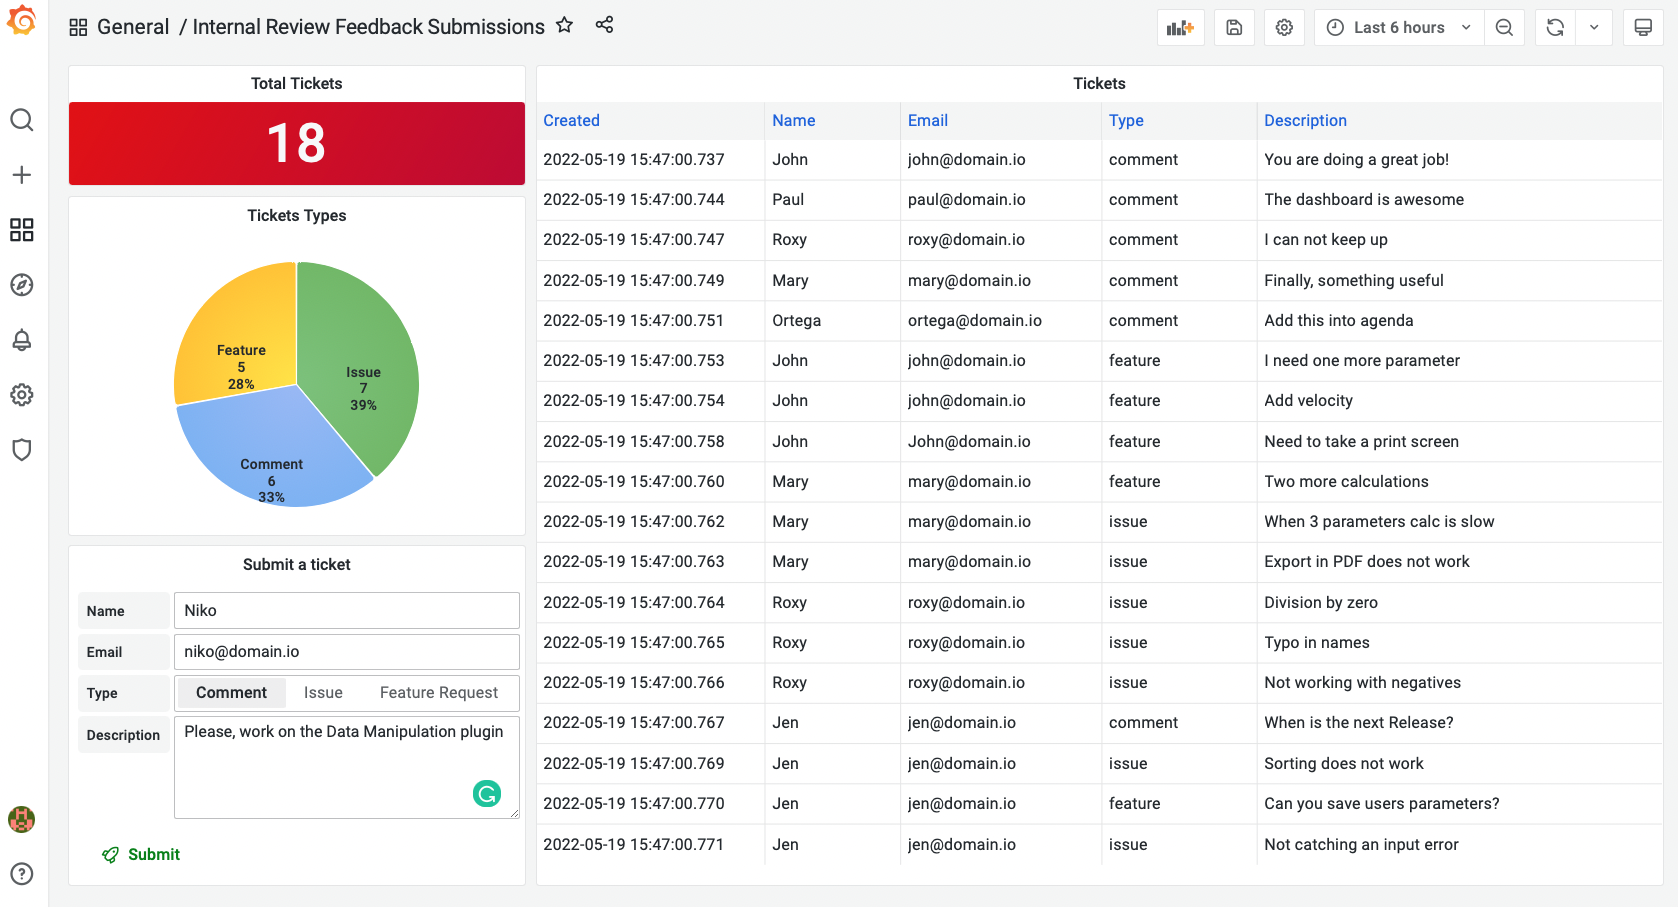 General / Internal Review Feedback Submissions
Last 6 hours
Total Tickets
18
Tickets Types
Feature
5
28%
Issue
7
39%
Comment
6
33%
Submit a ticket
Name Niko
Email niko@domain.io
Type Comment Issue Feature Request
Description Please, work on the Data Manipulation plugin
Submit
Tickets
Created Name Email Type Description
2022-05-19 15:47:00.737 John john@domain.io comment You are doing a great job!
2022-05-19 15:47:00.744 Paul paul@domain.io comment The dashboard is awesome
2022-05-19 15:47:00.747 Roxy roxy@domain.io comment I can not keep up
2022-05-19 15:47:00.749 Mary mary@domain.io comment Finally, something useful
2022-05-19 15:47:00.751 Ortega ortega@domain.io comment Add this into agenda
2022-05-19 15:47:00.753 John john@domain.io feature I need one more parameter
2022-05-19 15:47:00.754 John john@domain.io feature Add velocity
2022-05-19 15:47:00.758 John John@domain.io feature Need to take a print screen
2022-05-19 15:47:00.760 Mary mary@domain.io feature Two more calculations
2022-05-19 15:47:00.762 Mary mary@domain.io issue When 3 parameters calc is slow
2022-05-19 15:47:00.763 Mary mary@domain.io issue Export in PDF does not work
2022-05-19 15:47:00.764 Roxy roxy@domain.io issue Division by zero
2022-05-19 15:47:00.765 Roxy roxy@domain.io issue Typo in names
2022-05-19 15:47:00.766 Roxy roxy@domain.io issue Not working with negatives
2022-05-19 15:47:00.767 Jen jen@domain.io comment When is the next Release?
2022-05-19 15:47:00.769 Jen jen@domain.io issue Sorting does not work
2022-05-19 15:47:00.770 Jen jen@domain.io feature Can you save users parameters?
2022-05-19 15:47:00.771 Jen jen@domain.io issue Not catching an input error